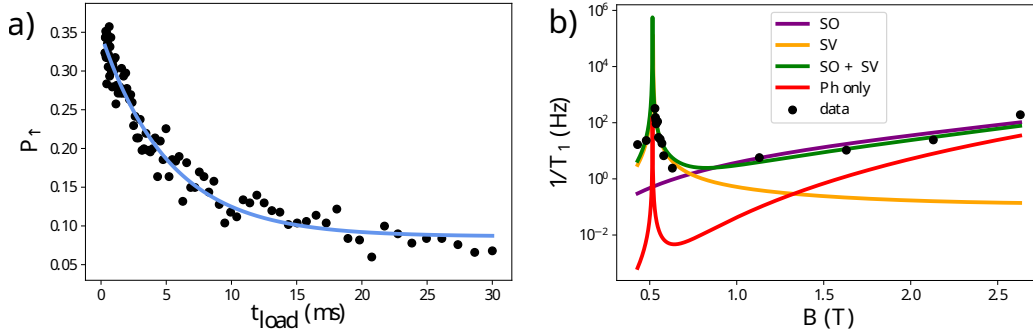 a)
P↑
0.35
0.30
0.25
0.20
0.15
0.10
0.05
0
5
10
15
20
25
30
t_load (ms)
b)
1/T₁ (Hz)
10⁶
10⁴
10²
10⁰
10⁻²
SO
SV
SO + SV
Ph only
data
0.5
1.0
1.5
2.0
2.5
B (T)